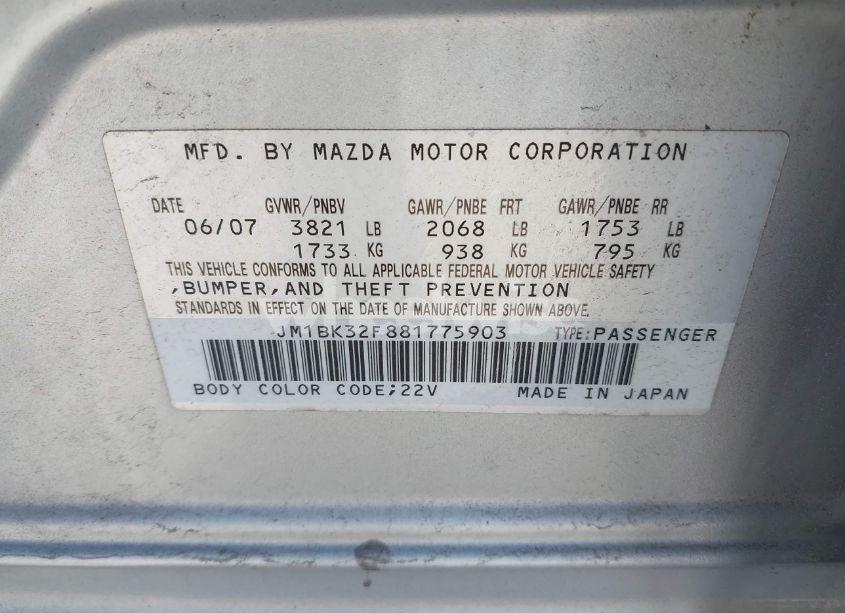 MFD. BY MAZDA MOTOR CORPORATION
DATE GVWR/PNBV GAWR/PNBE FRT GAWR/PNBE RR
06/07 3821 LB 2068 LB 1753 LB
1733 KG 938 KG 795 KG
THIS VEHICLE CONFORMS TO ALL APPLICABLE FEDERAL MOTOR VEHICLE SAFETY
,BUMPER,AND THEFT PREVENTION
STANDARDS IN EFFECT ON THE DATE OF MANUFACTURE SHOWN ABOVE.
JM1BK32F881775903 TYPE:PASSENGER
BODY COLOR CODE;22V MADE IN JAPAN